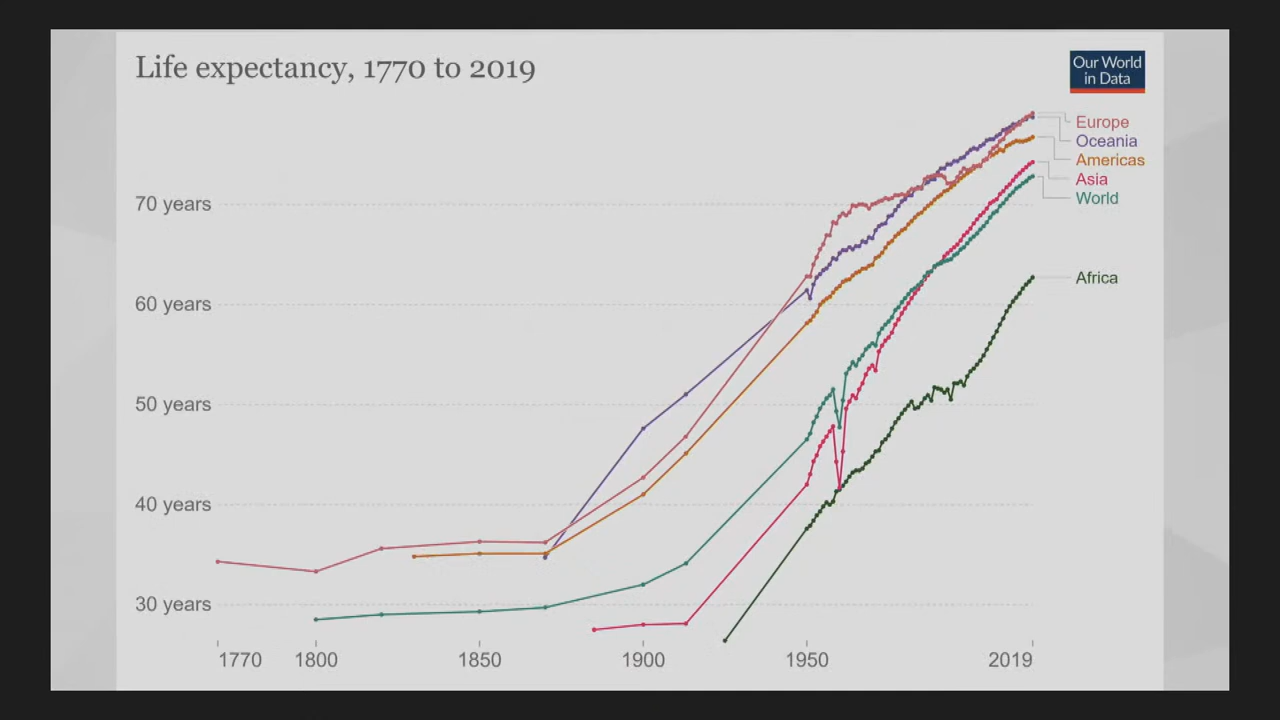 Life expectancy, 1770 to 2019
Our World
in Data
Europe
Oceania
Americas
Asia
World
Africa
70 years
60 years
50 years
40 years
30 years
1770
1800
1850
1900
1950
2019